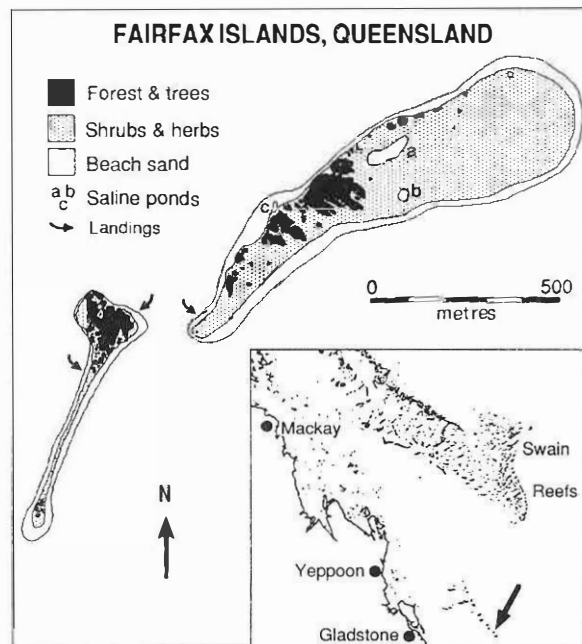 FAIRFAX ISLANDS, QUEENSLAND
Forest & trees
Shrubs & herbs
Beach sand
a b
c
Saline ponds
Landings
a
b
c
0 500
metres
N
Mackay
Swain
Reefs
Yeppoon
Gladstone